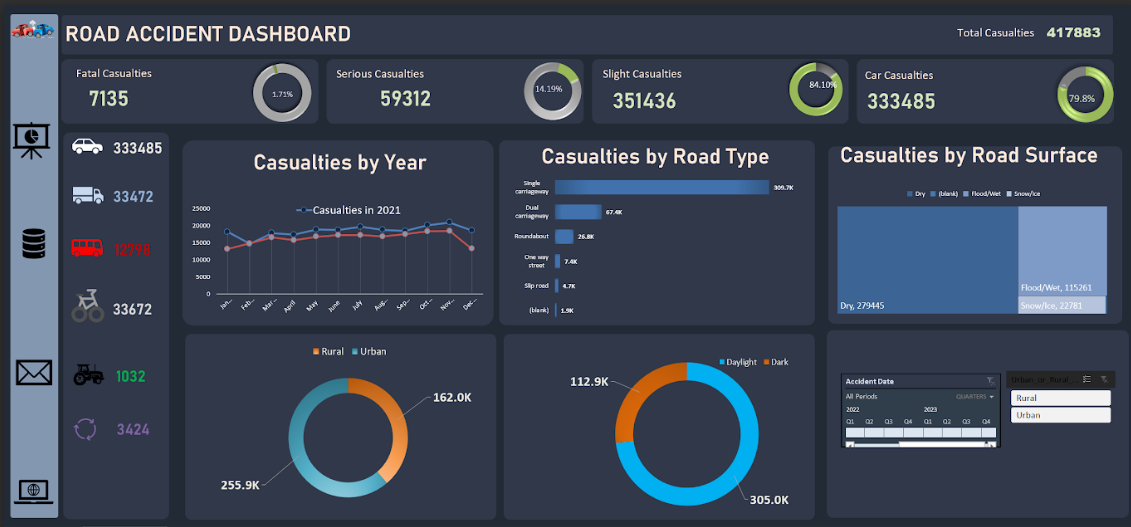 ROAD ACCIDENT DASHBOARD
Total Casualties 417883
Fatal Casualties
7135
1.71%
Serious Casualties
59312
14.19%
Slight Casualties
351436
84.10%
Car Casualties
333485
79.8%
333485
33472
12798
33672
1032
3424
Casualties by Year
Casualties in 2021
25000
20000
15000
10000
5000
0
Jan...
Feb...
Mar...
April
May
June
July
Aug...
Sep...
Oct...
Nov...
Dec...
Casualties by Road Type
Single
carriageway
309.7K
Dual
carriageway
67.4K
Roundabout
26.8K
One way
street
7.4K
Slip road
4.7K
(blank)
1.9K
Casualties by Road Surface
Dry (blank) Flood/Wet Snow/Ice
Dry, 279445
Flood/Wet, 115261
Snow/Ice, 22781
Rural Urban
162.0K
255.9K
Daylight Dark
112.9K
305.0K
Accident Date
All Periods QUARTERS
2022 2023
Q1 Q2 Q3 Q4 Q1 Q2 Q3 Q4
Urban_or_Rural_...
Rural
Urban